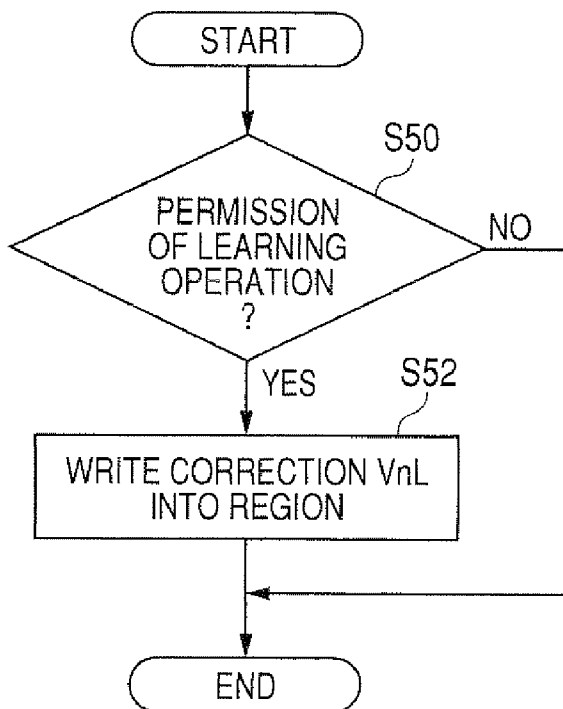 START
S50
PERMISSION
OF LEARNING
OPERATION
?
NO
YES
S52
WRITE CORRECTION VnL
INTO REGION
END